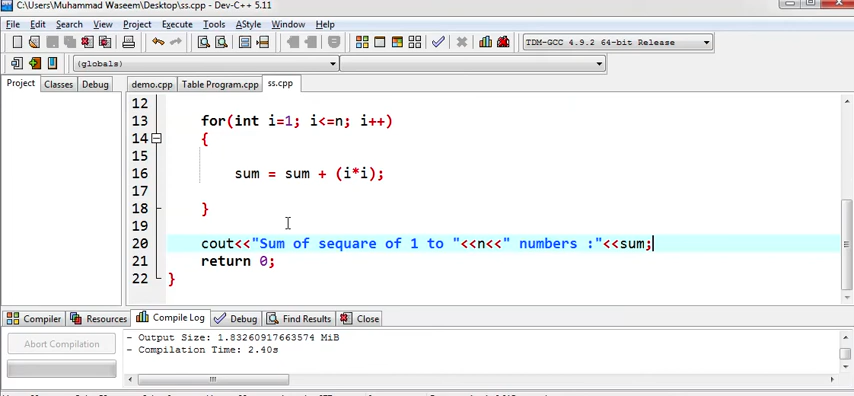 C:\Users\Muhammad Waseem\Desktop\ss.cpp - Dev-C++ 5.11
File Edit Search View Project Execute Tools AStyle Window Help
TDM-GCC 4.9.2 64-bit Release
(globals)
Project Classes Debug demo.cpp Table Program.cpp ss.cpp
12
13 for(int i=1; i<=n; i++)
14 {
15
16 sum = sum + (i*i);
17
18 }
19
20 cout<<"Sum of sequare of 1 to "<<n<<" numbers :"<<sum;
21 return 0;
22 }
Compiler Resources Compile Log Debug Find Results Close
Abort Compilation
- Output Size: 1.83260917663574 MiB
- Compilation Time: 2.40s